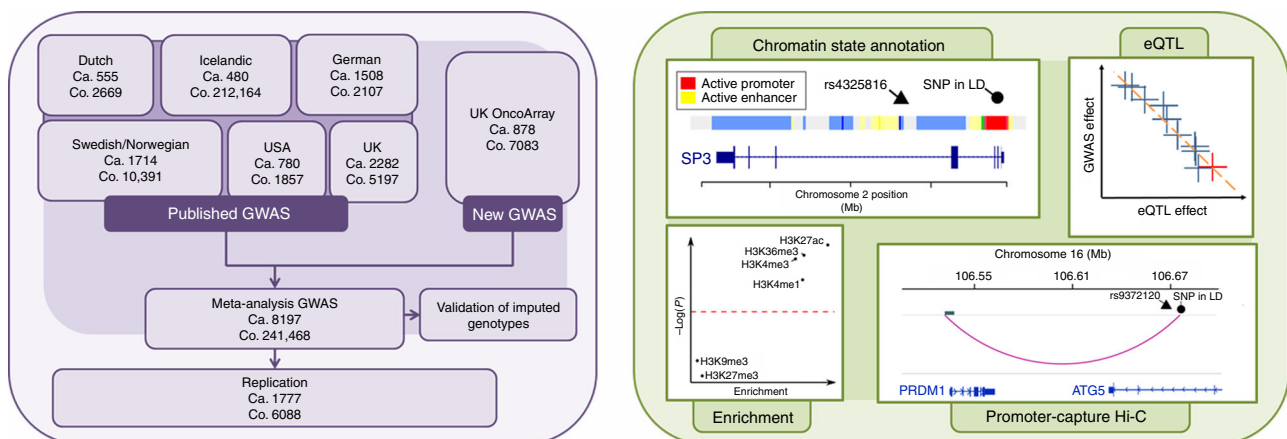 Dutch
Ca. 555
Co. 2669
Icelandic
Ca. 480
Co. 212,164
German
Ca. 1508
Co. 2107
UK OncoArray
Ca. 878
Co. 7083
Swedish/Norwegian
Ca. 1714
Co. 10,391
USA
Ca. 780
Co. 1857
UK
Ca. 2282
Co. 5197
Published GWAS
New GWAS
Meta-analysis GWAS
Ca. 8197
Co. 241,468
Validation of imputed
genotypes
Replication
Ca. 1777
Co. 6088
Chromatin state annotation
Active promoter
Active enhancer
rs4325816
SNP in LD
SP3
Chromosome 2 position
(Mb)
eQTL
GWAS effect
eQTL effect
H3K27ac
H3K36me3
H3K4me3
H3K4me1
–Log(P)
H3K9me3
H3K27me3
Enrichment
Enrichment
Chromosome 16 (Mb)
106.55
106.61
106.67
rs9372120
SNP in LD
PRDM1
ATG5
Promoter-capture Hi-C